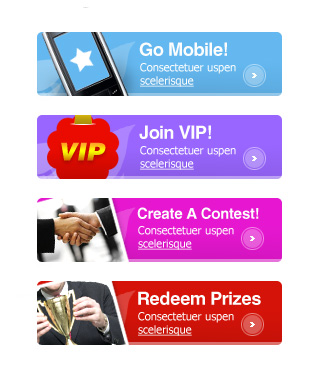 Go Mobile!
Consectetuer uspen
scelerisque
VIP
Join VIP!
Consectetuer uspen
scelerisque
Create A Contest!
Consectetuer uspen
scelerisque
Redeem Prizes
Consectetuer uspen
scelerisque